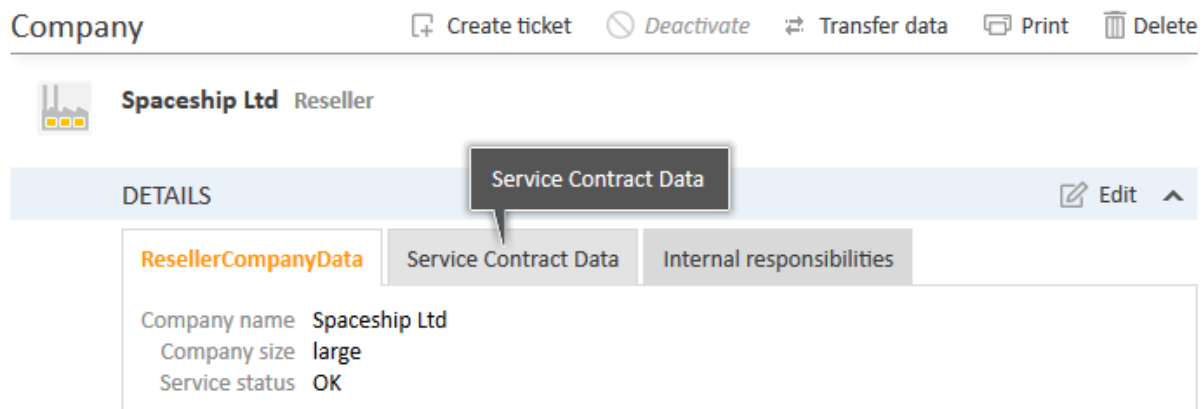 Company Create ticket Deactivate Transfer data Print Delete
Spaceship Ltd Reseller
Service Contract Data
DETAILS Edit
ResellerCompanyData Service Contract Data Internal responsibilities
Company name Spaceship Ltd
Company size large
Service status OK